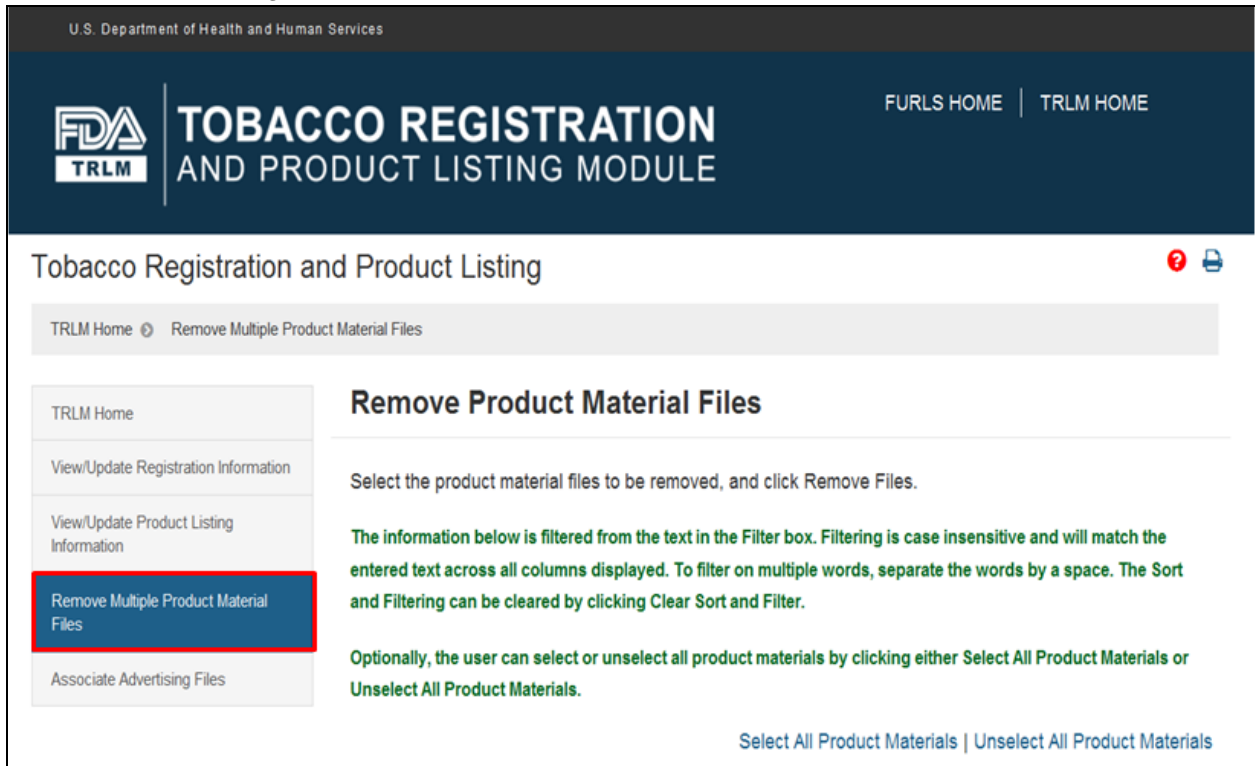 U.S. Department of Health and Human Services
FURLS HOME | TRLM HOME
FDA
TRLM
TOBACCO REGISTRATION
AND PRODUCT LISTING MODULE
Tobacco Registration and Product Listing
?
TRLM Home Remove Multiple Product Material Files
TRLM Home
View/Update Registration Information
View/Update Product Listing
Information
Remove Multiple Product Material
Files
Associate Advertising Files
Remove Product Material Files
Select the product material files to be removed, and click Remove Files.
The information below is filtered from the text in the Filter box. Filtering is case insensitive and will match the
entered text across all columns displayed. To filter on multiple words, separate the words by a space. The Sort
and Filtering can be cleared by clicking Clear Sort and Filter.
Optionally, the user can select or unselect all product materials by clicking either Select All Product Materials or
Unselect All Product Materials.
Select All Product Materials | Unselect All Product Materials